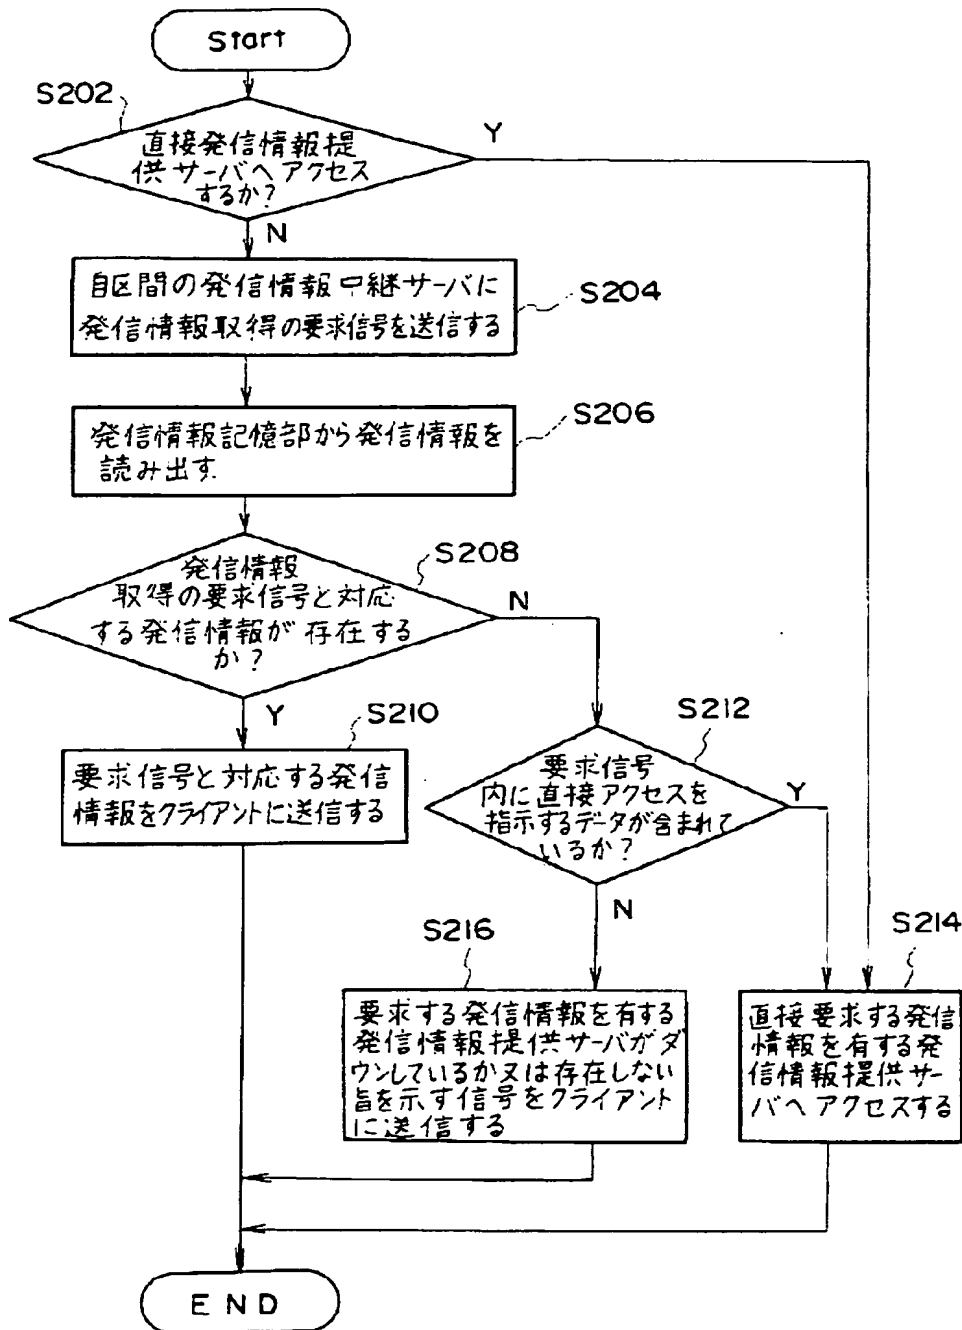 Start
S202
直接発信情報提
供サーバへアクセス
するか?
Y
N
自区間の発信情報中継サーバに
発信情報取得の要求信号を送信する
S204
発信情報記憶部から発信情報を
読み出す
S206
発信情報
取得の要求信号と対応
する発信情報が存在する
か?
S208
N
Y
S210
要求信号と対応する発信
情報をクライアントに送信する
S212
要求信号
内に直接アクセスを
指示するデータが含まれて
いるか?
Y
N
S216
要求する発信情報を有する
発信情報提供サーバがダ
ウンしているか又は存在しない
旨を示す信号をクライアント
に送信する
S214
直接要求する発信
情報を有する発
信情報提供サー
バへアクセスする
END